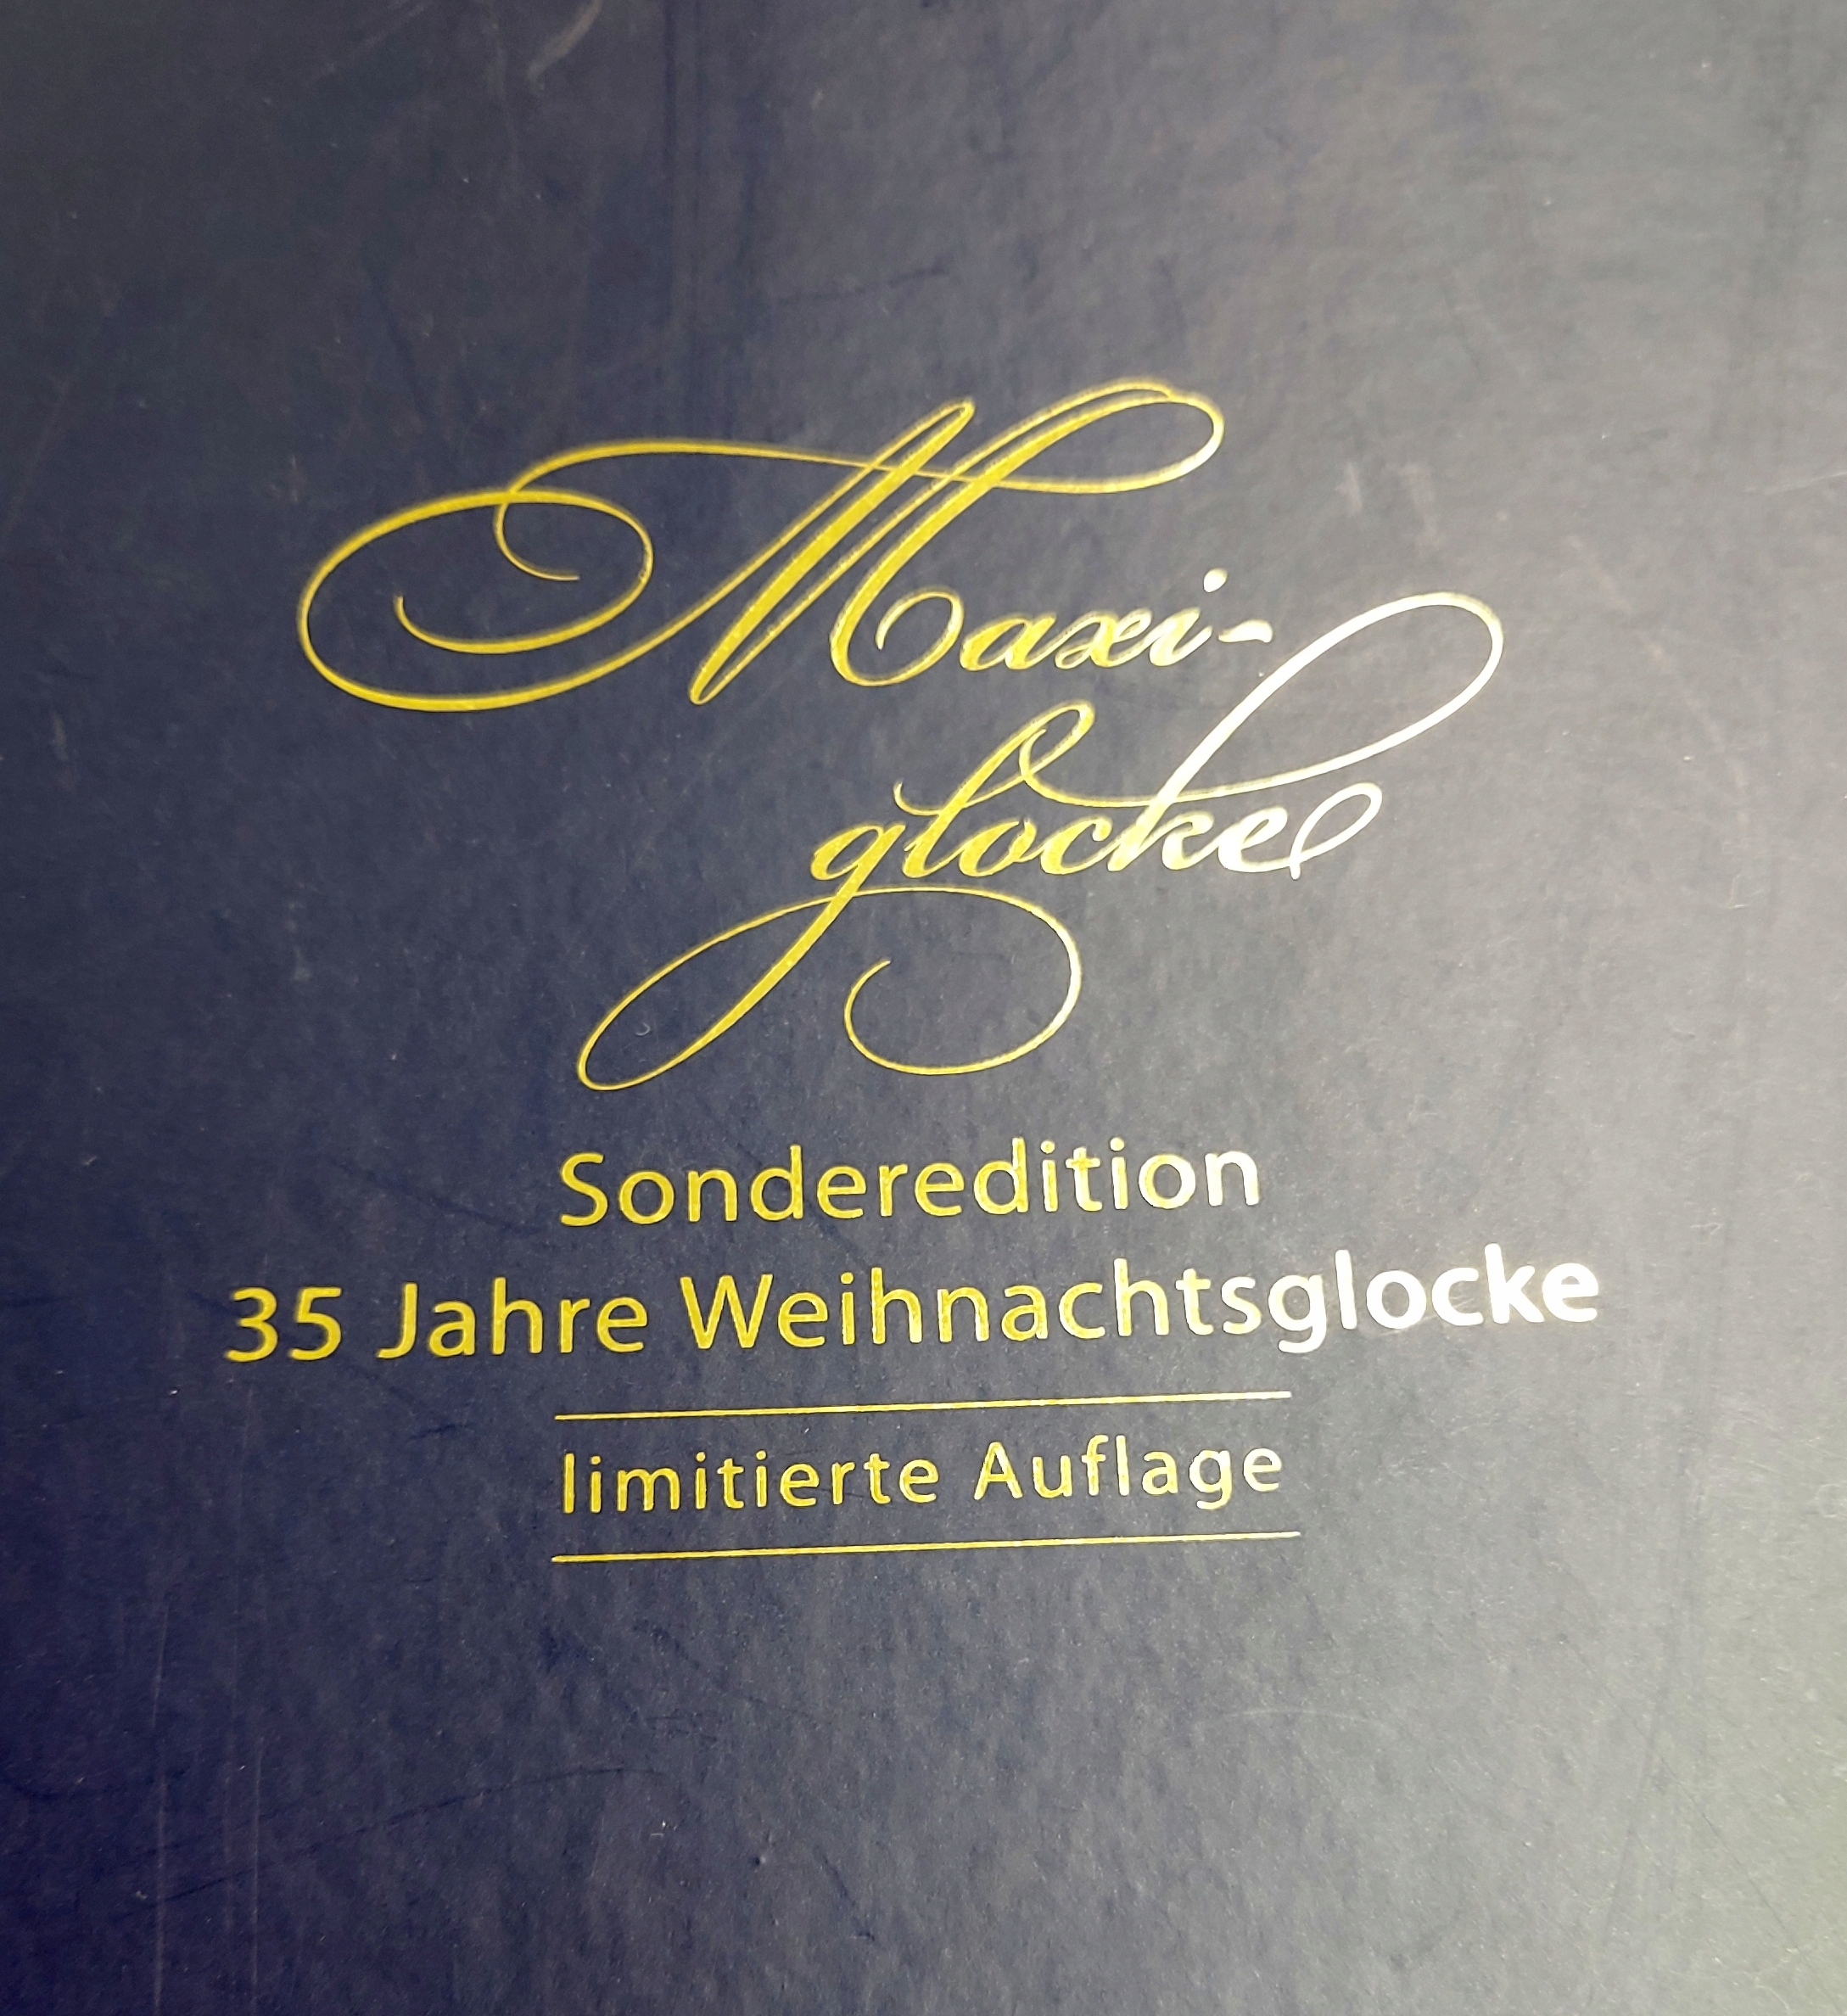 Maxi-
glocke
Sonderedition
35 Jahre Weihnachtsglocke
limitierte Auflage